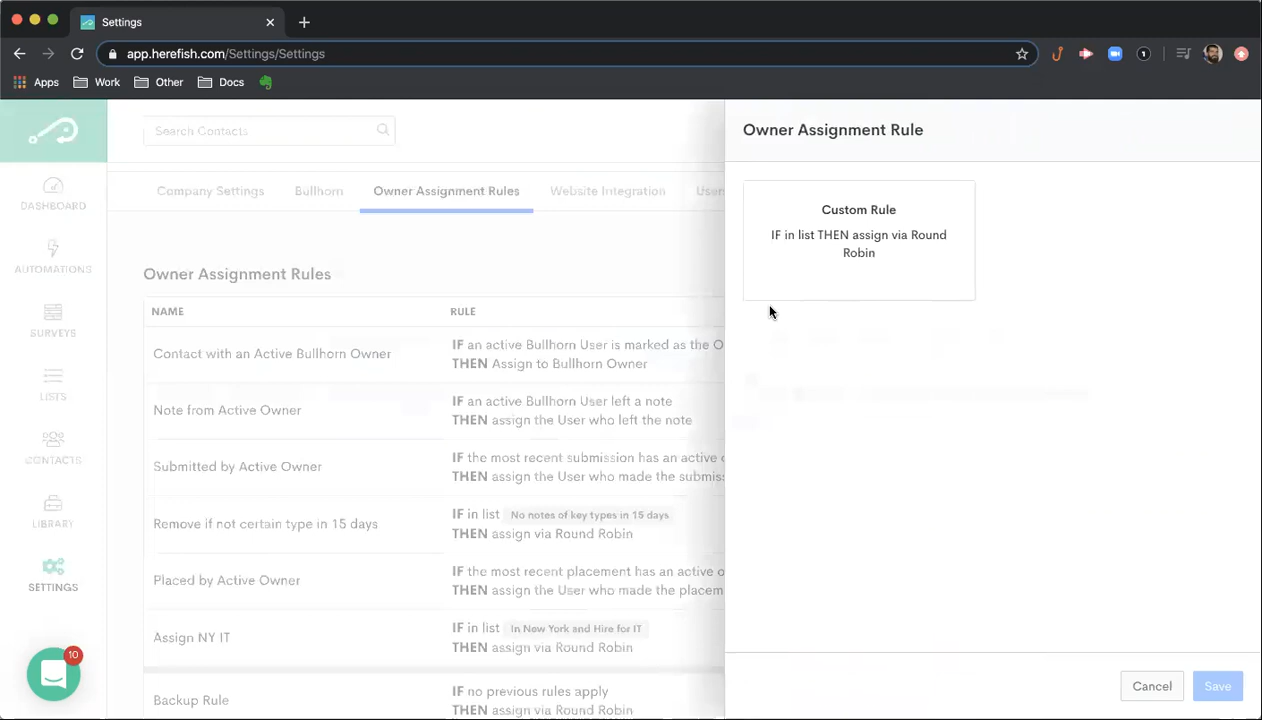 Settings
app.herefish.com/Settings/Settings
Apps
Work
Other
Docs
Search Contacts
Company Settings
Bullhorn
Owner Assignment Rules
Website Integration
Users
DASHBOARD
AUTOMATIONS
SURVEYS
LISTS
CONTACTS
LIBRARY
SETTINGS
10
Owner Assignment Rules
NAME
RULE
Contact with an Active Bullhorn Owner
IF an active Bullhorn User is marked as the O
THEN Assign to Bullhorn Owner
Note from Active Owner
IF an active Bullhorn User left a note
THEN assign the User who left the note
Submitted by Active Owner
IF the most recent submission has an active o
THEN assign the User who made the submiss
Remove if not certain type in 15 days
IF in list No notes of key types in 15 days
THEN assign via Round Robin
Placed by Active Owner
IF the most recent placement has an active o
THEN assign the User who made the placem
Assign NY IT
IF in list In New York and Hire for IT
THEN assign via Round Robin
Backup Rule
IF no previous rules apply
THEN assign via Round Robin
Owner Assignment Rule
Custom Rule
IF in list THEN assign via Round
Robin
Cancel
Save